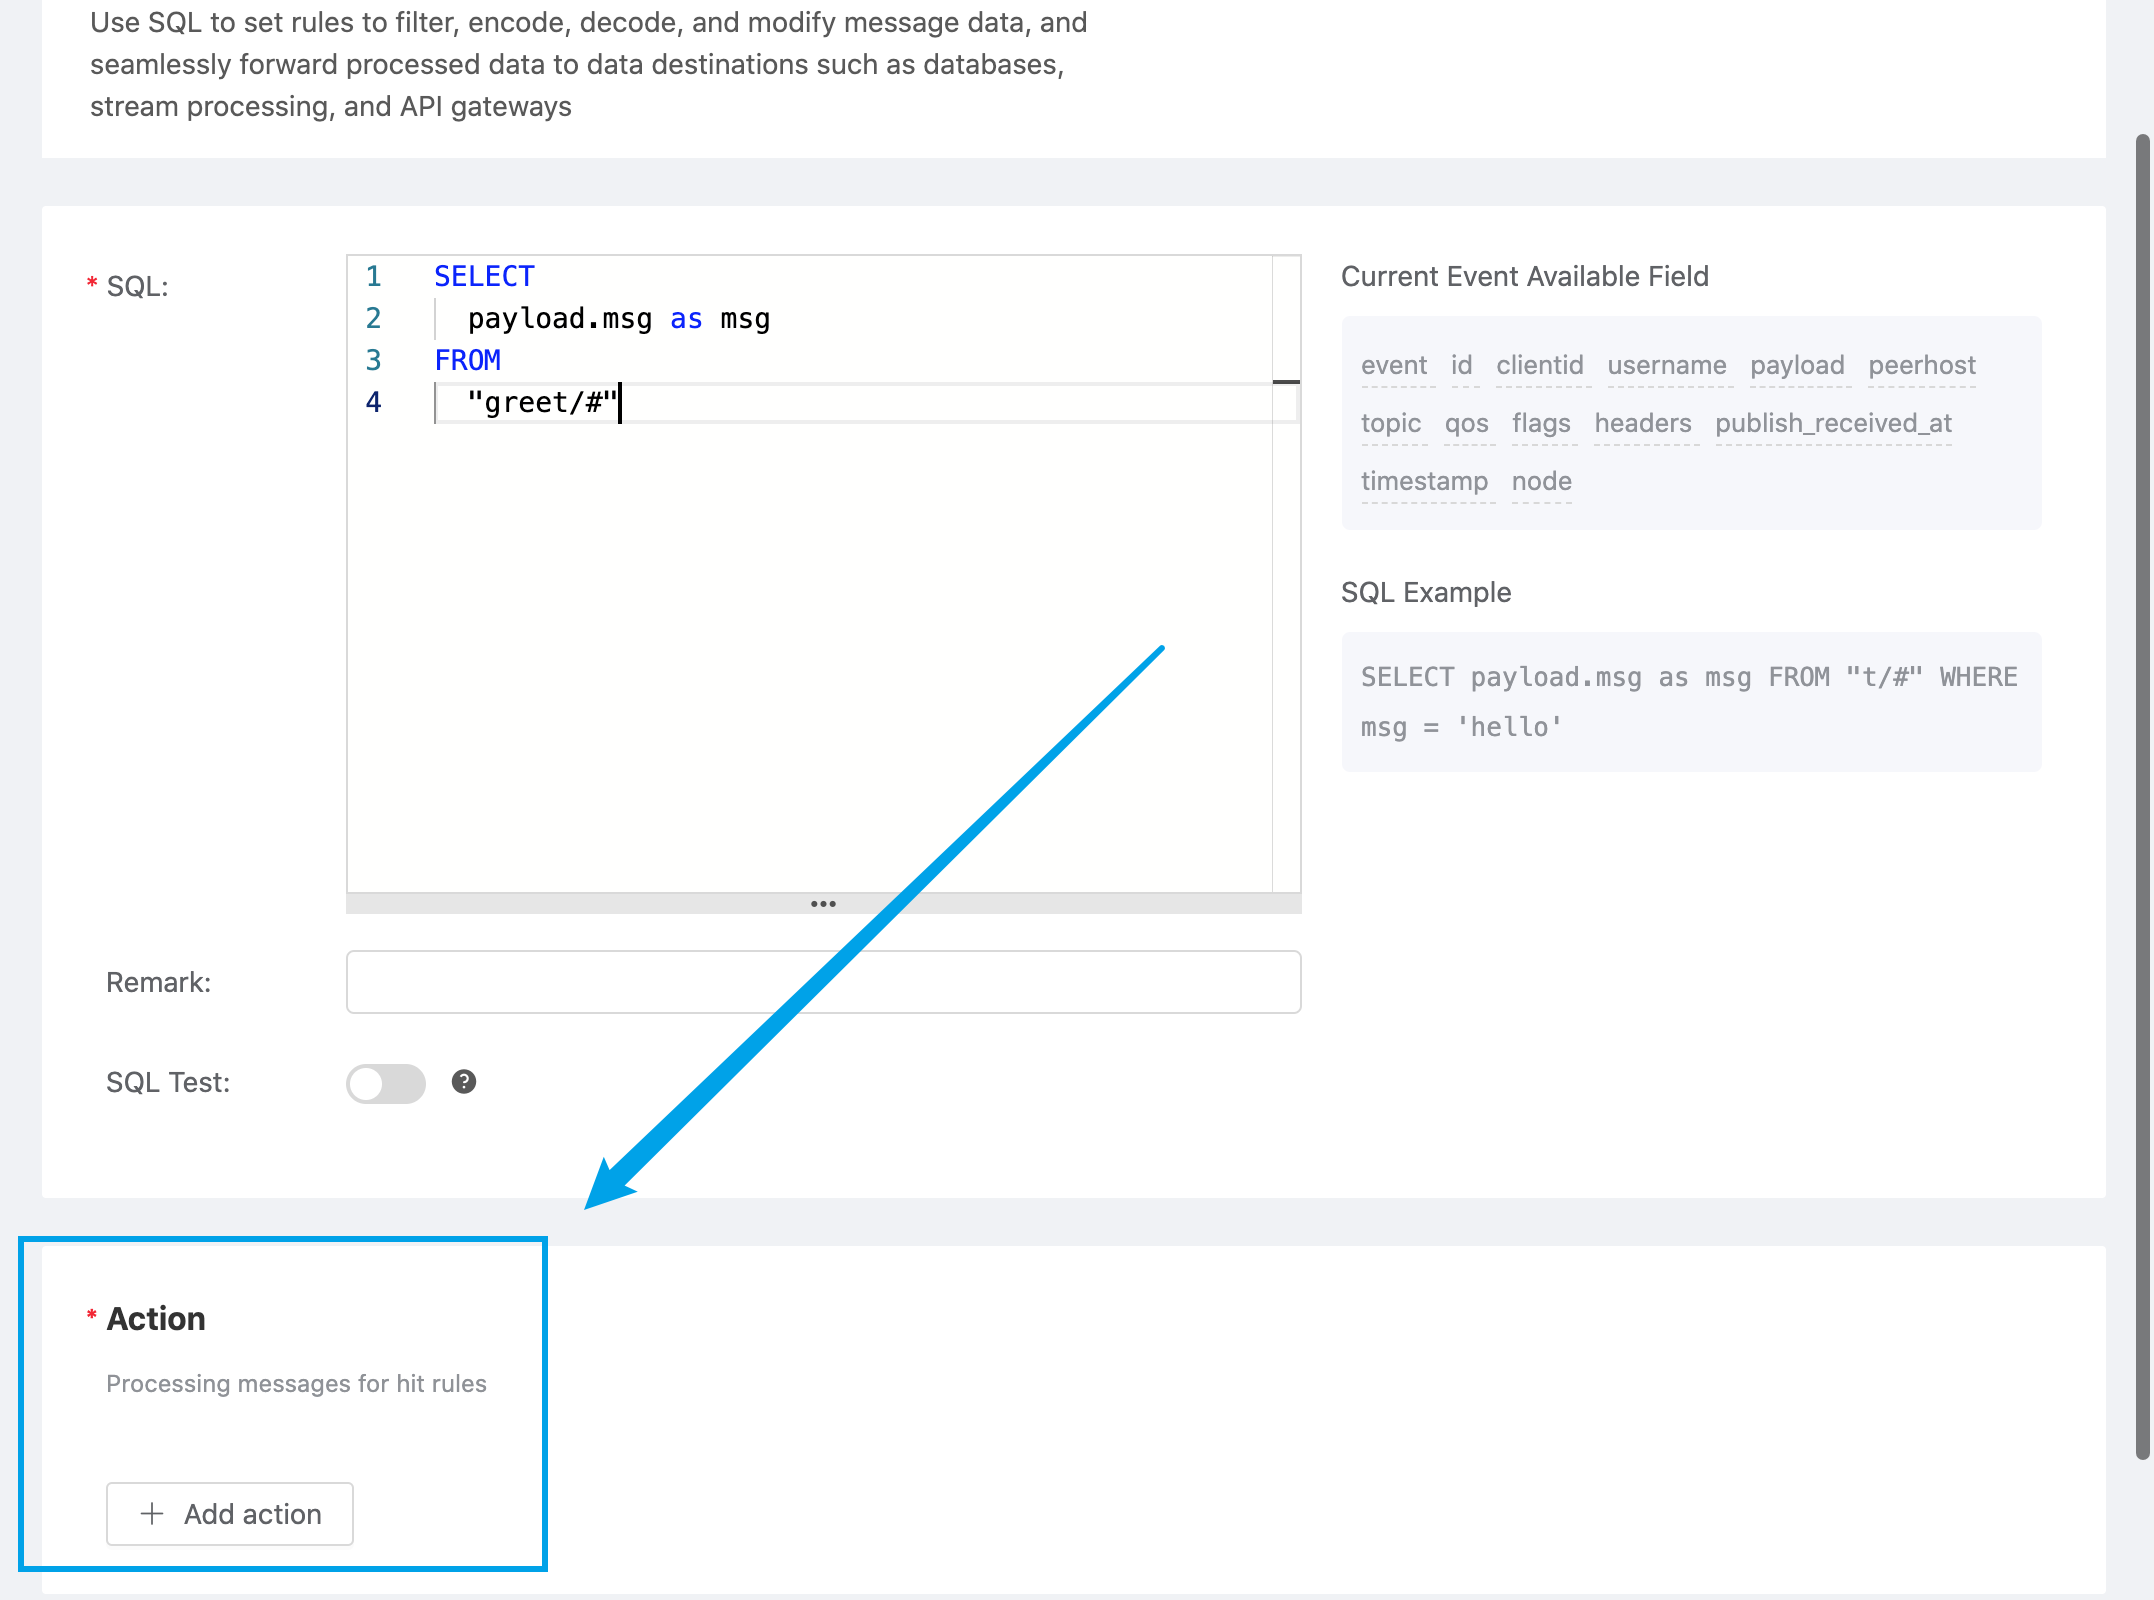 Use SQL to set rules to filter, encode, decode, and modify message data, and
seamlessly forward processed data to data destinations such as databases,
stream processing, and API gateways
* SQL:
1 SELECT
2 payload.msg as msg
3 FROM
4 "greet/#"
Current Event Available Field
event id clientid username payload peerhost
topic qos flags headers publish_received_at
timestamp node
SQL Example
SELECT payload.msg as msg FROM "t/#" WHERE
msg = 'hello'
Remark:
SQL Test:
* Action
Processing messages for hit rules
+ Add action